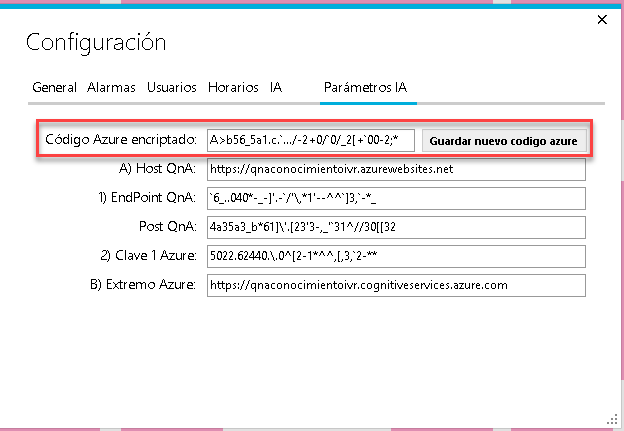 Configuración
General Alarmas Usuarios Horarios IA Parámetros IA
Código Azure encriptado: A>b56_5a1.c.`.../-2+0/`0/_2[+`00-2;* Guardar nuevo codigo azure
A) Host QnA: https://qnaconocimientoivr.azurewebsites.net
1) EndPoint QnA: `6_..040*-_-]'.-`/'\,*1'--^^`]3,`-*_
Post QnA: 4a35a3_b*61]\'.[23'3-,_'`31^//30[[32
2) Clave 1 Azure: 5022.62440.\.0^[2-1*^^,[,3,`2-**
B) Extremo Azure: https://qnaconocimientoivr.cognitiveservices.azure.com